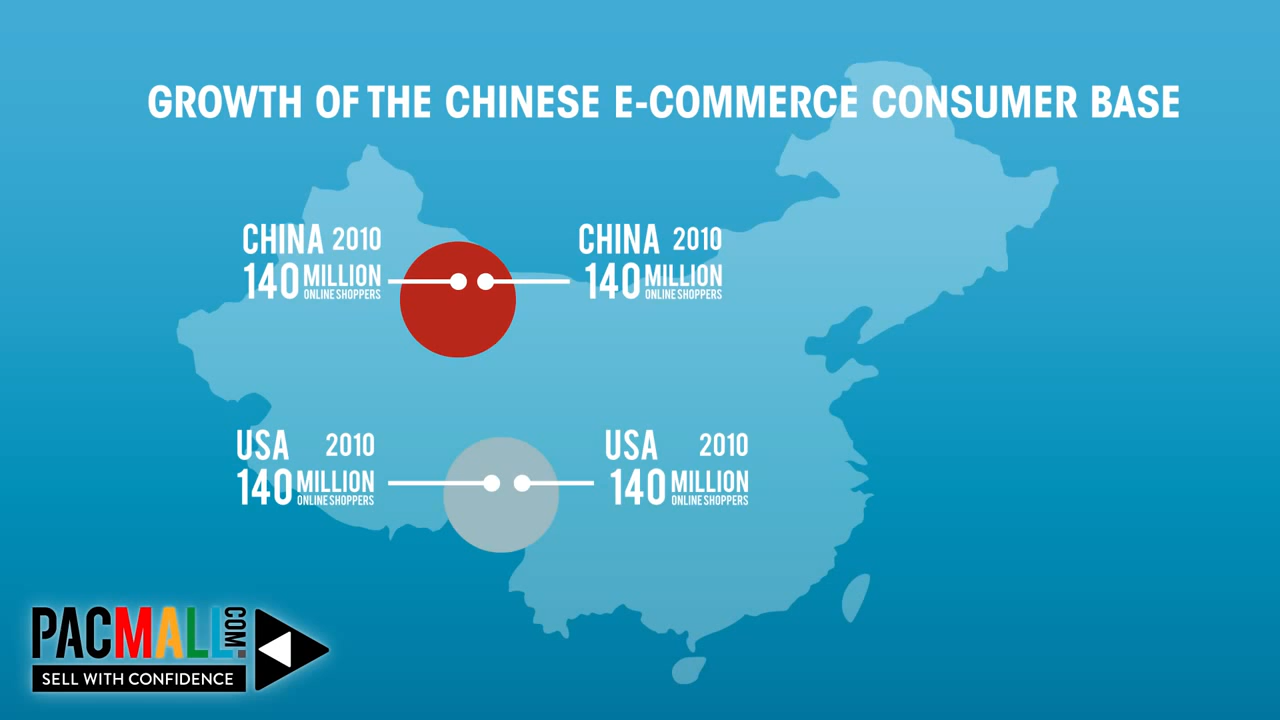 GROWTH OF THE CHINESE E-COMMERCE CONSUMER BASE
CHINA 2010
140 MILLION
ONLINE SHOPPERS
CHINA 2010
140 MILLION
ONLINE SHOPPERS
USA 2010
140 MILLION
ONLINE SHOPPERS
USA 2010
140 MILLION
ONLINE SHOPPERS
PACMALL.COM
SELL WITH CONFIDENCE